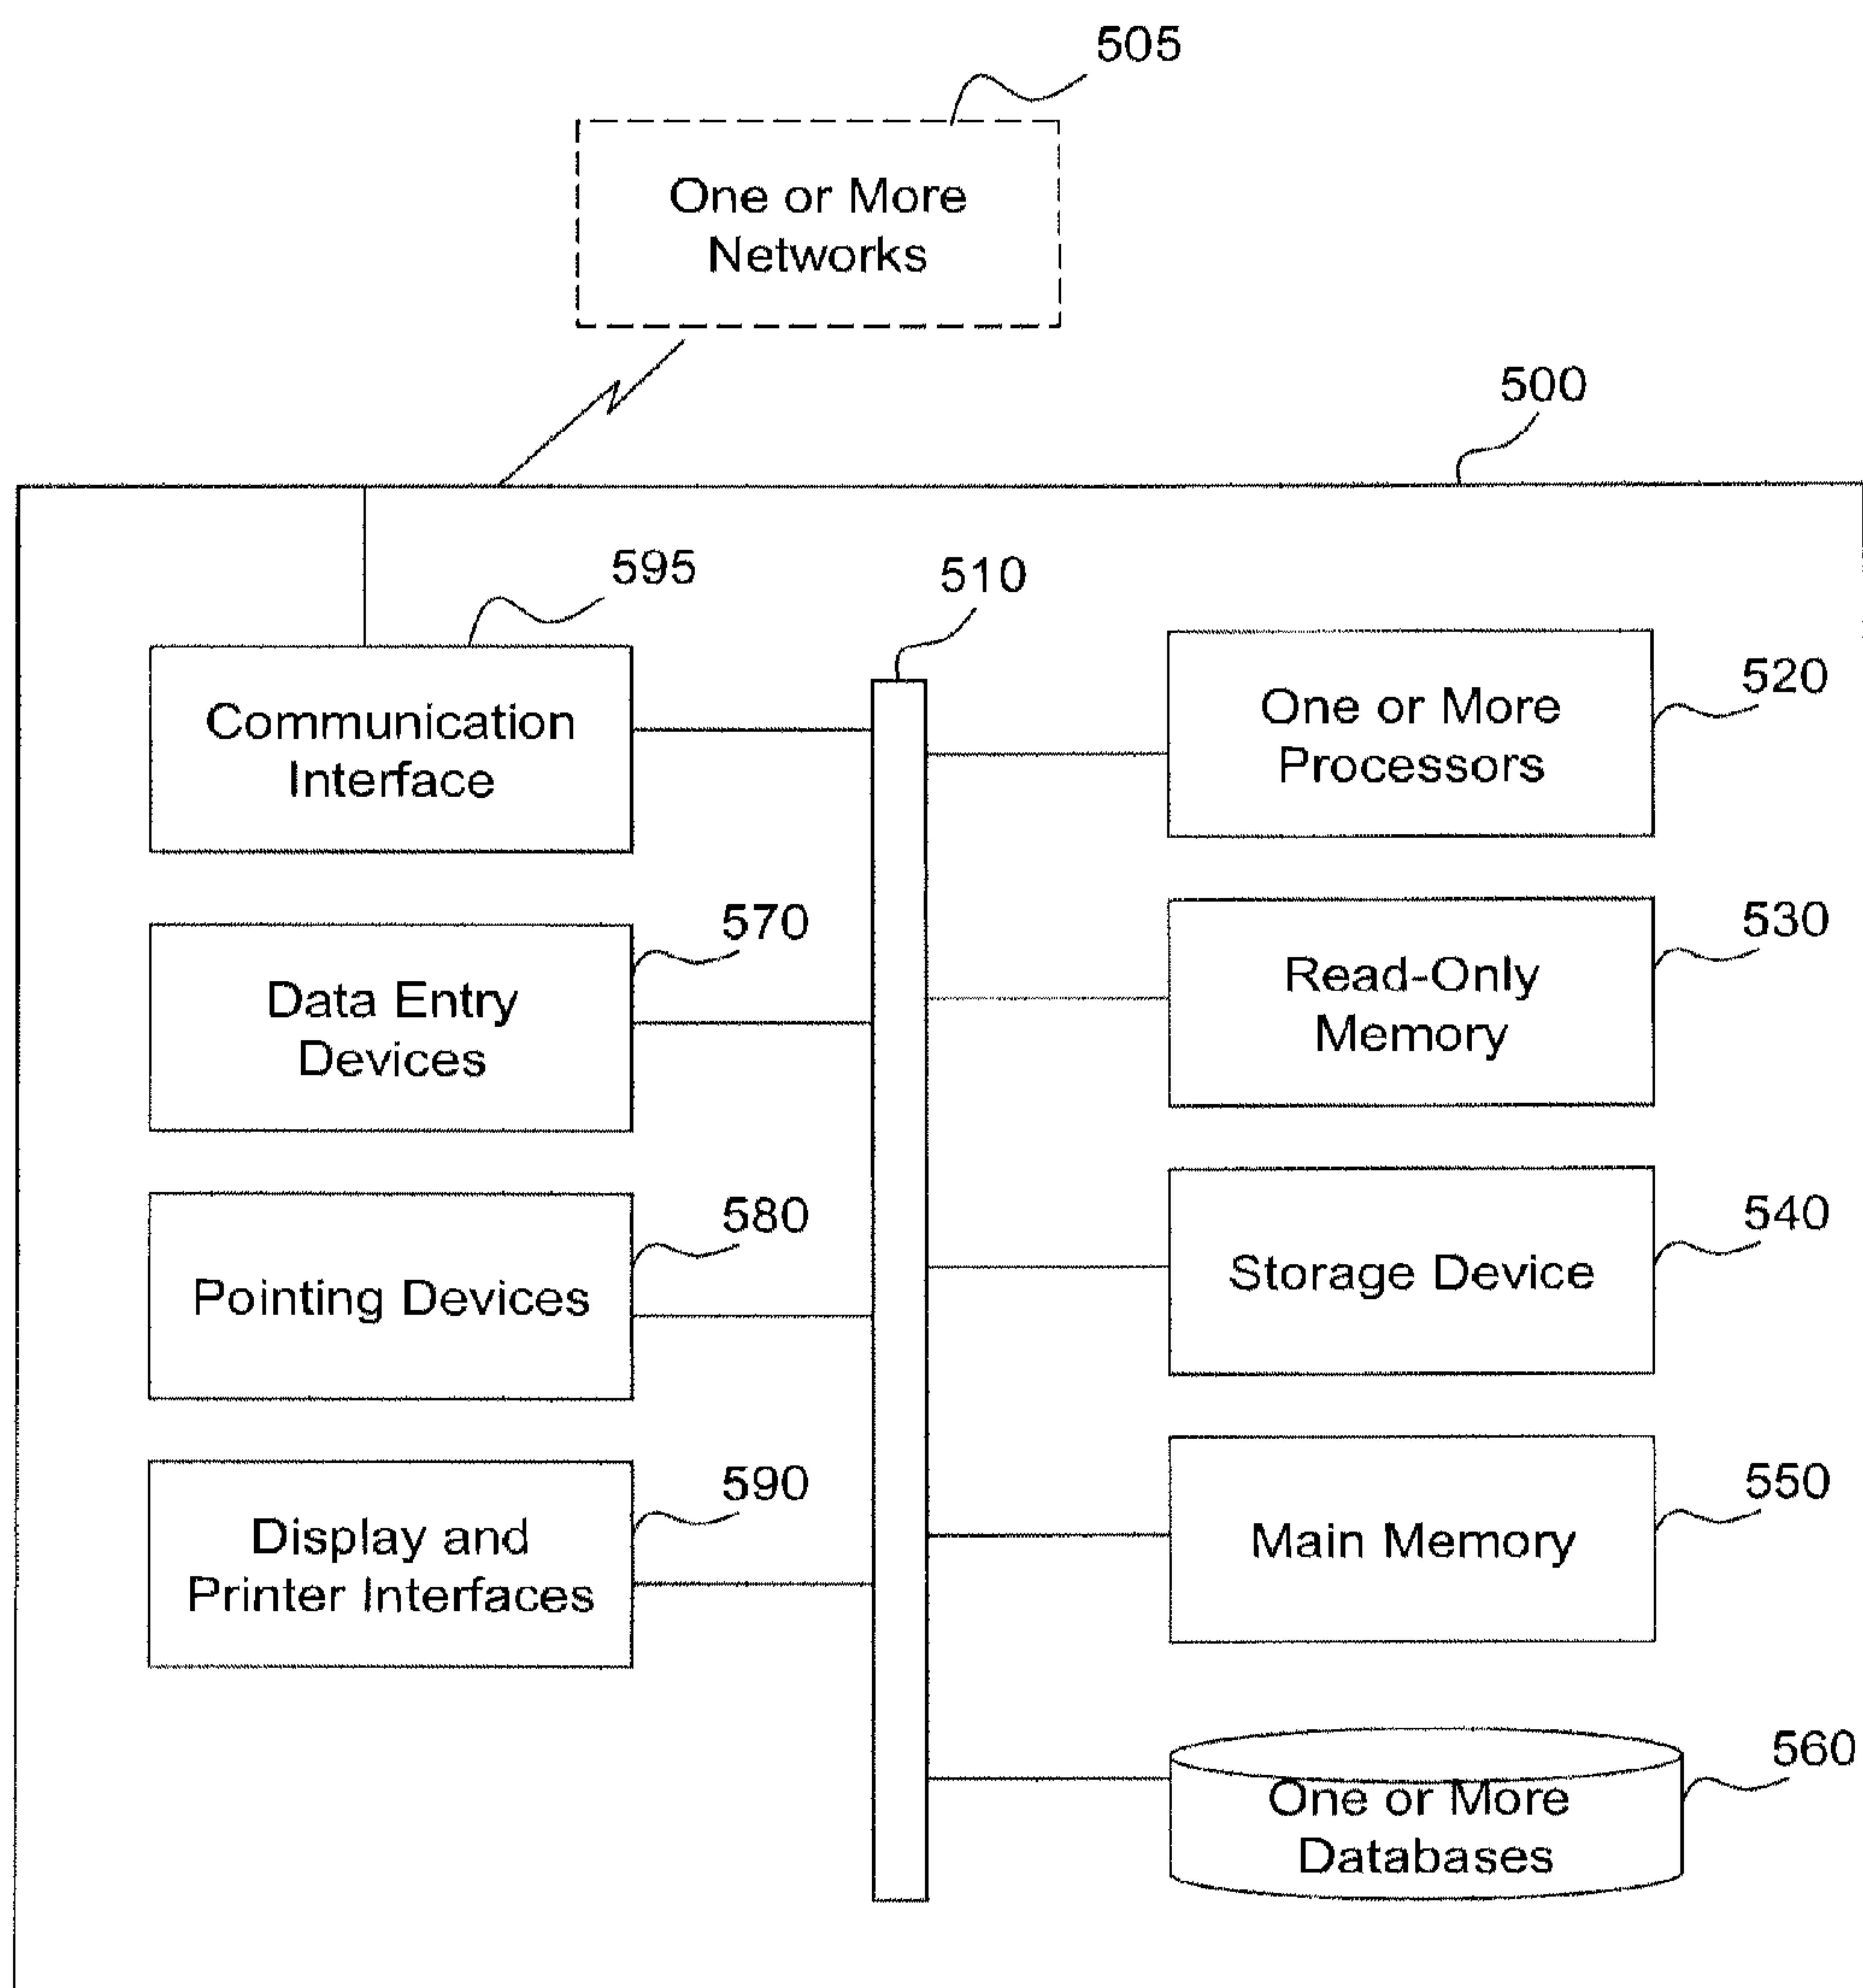 505
One or More
Networks
500
595
510
Communication
Interface
One or More
Processors
520
570
Data Entry
Devices
Read-Only
Memory
530
580
Pointing Devices
Storage Device
540
590
Display and
Printer Interfaces
Main Memory
550
One or More
Databases
560